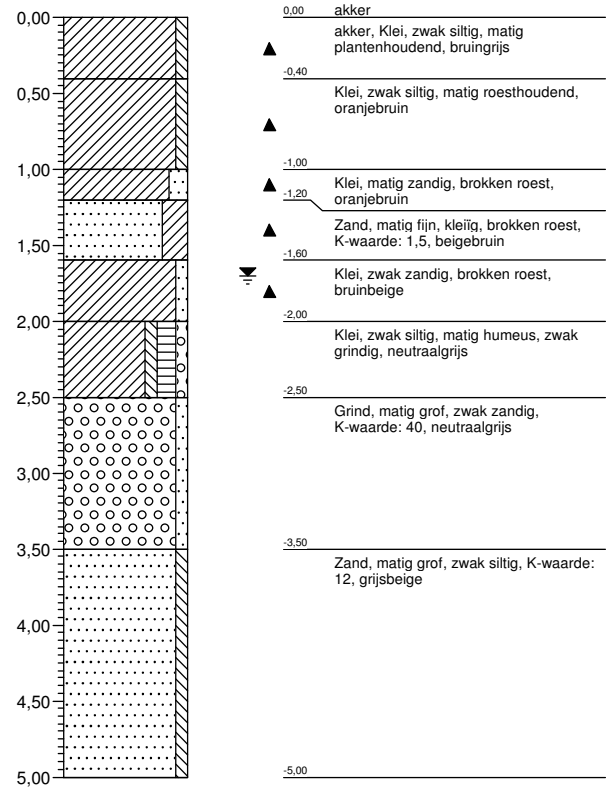 0,00
0,50
1,00
1,50
2,00
2,50
3,00
3,50
4,00
4,50
5,00
0,00 akker
akker, Klei, zwak siltig, matig
plantenhoudend, bruingrijs
-0,40
Klei, zwak siltig, matig roesthoudend,
oranjebruin
-1,00
Klei, matig zandig, brokken roest,
oranjebruin
-1,20
Zand, matig fijn, kleiïg, brokken roest,
K-waarde: 1,5, beigebruin
-1,60
Klei, zwak zandig, brokken roest,
bruinbeige
-2,00
Klei, zwak siltig, matig humeus, zwak
grindig, neutraalgrijs
-2,50
Grind, matig grof, zwak zandig,
K-waarde: 40, neutraalgrijs
-3,50
Zand, matig grof, zwak siltig, K-waarde:
12, grijsbeige
-5,00